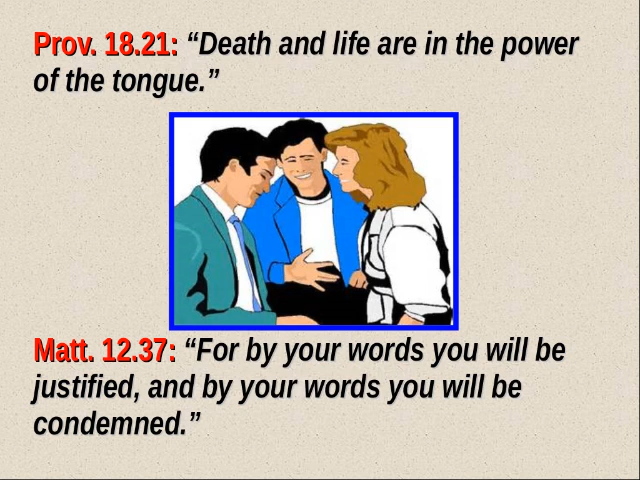 Prov. 18.21: “Death and life are in the power
of the tongue.”
Matt. 12.37: “For by your words you will be
justified, and by your words you will be
condemned.”